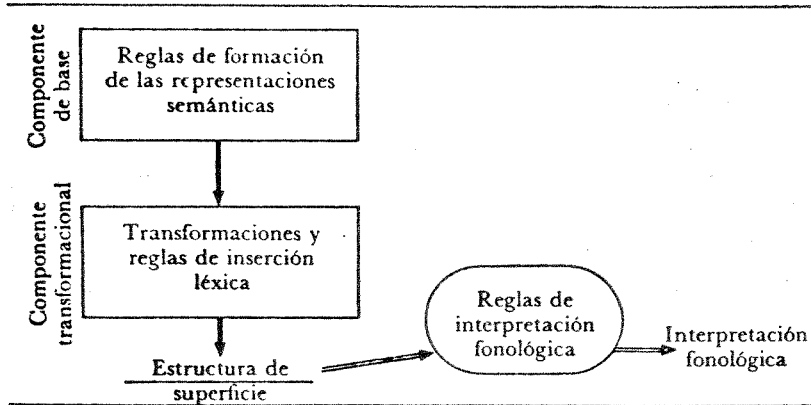 Componente
de base
Reglas de formación
de las representaciones
semánticas
Componente
transformacional
Transformaciones y
reglas de inserción
léxica
Estructura de
superficie
Reglas de
interpretación
fonológica
Interpretación
fonológica